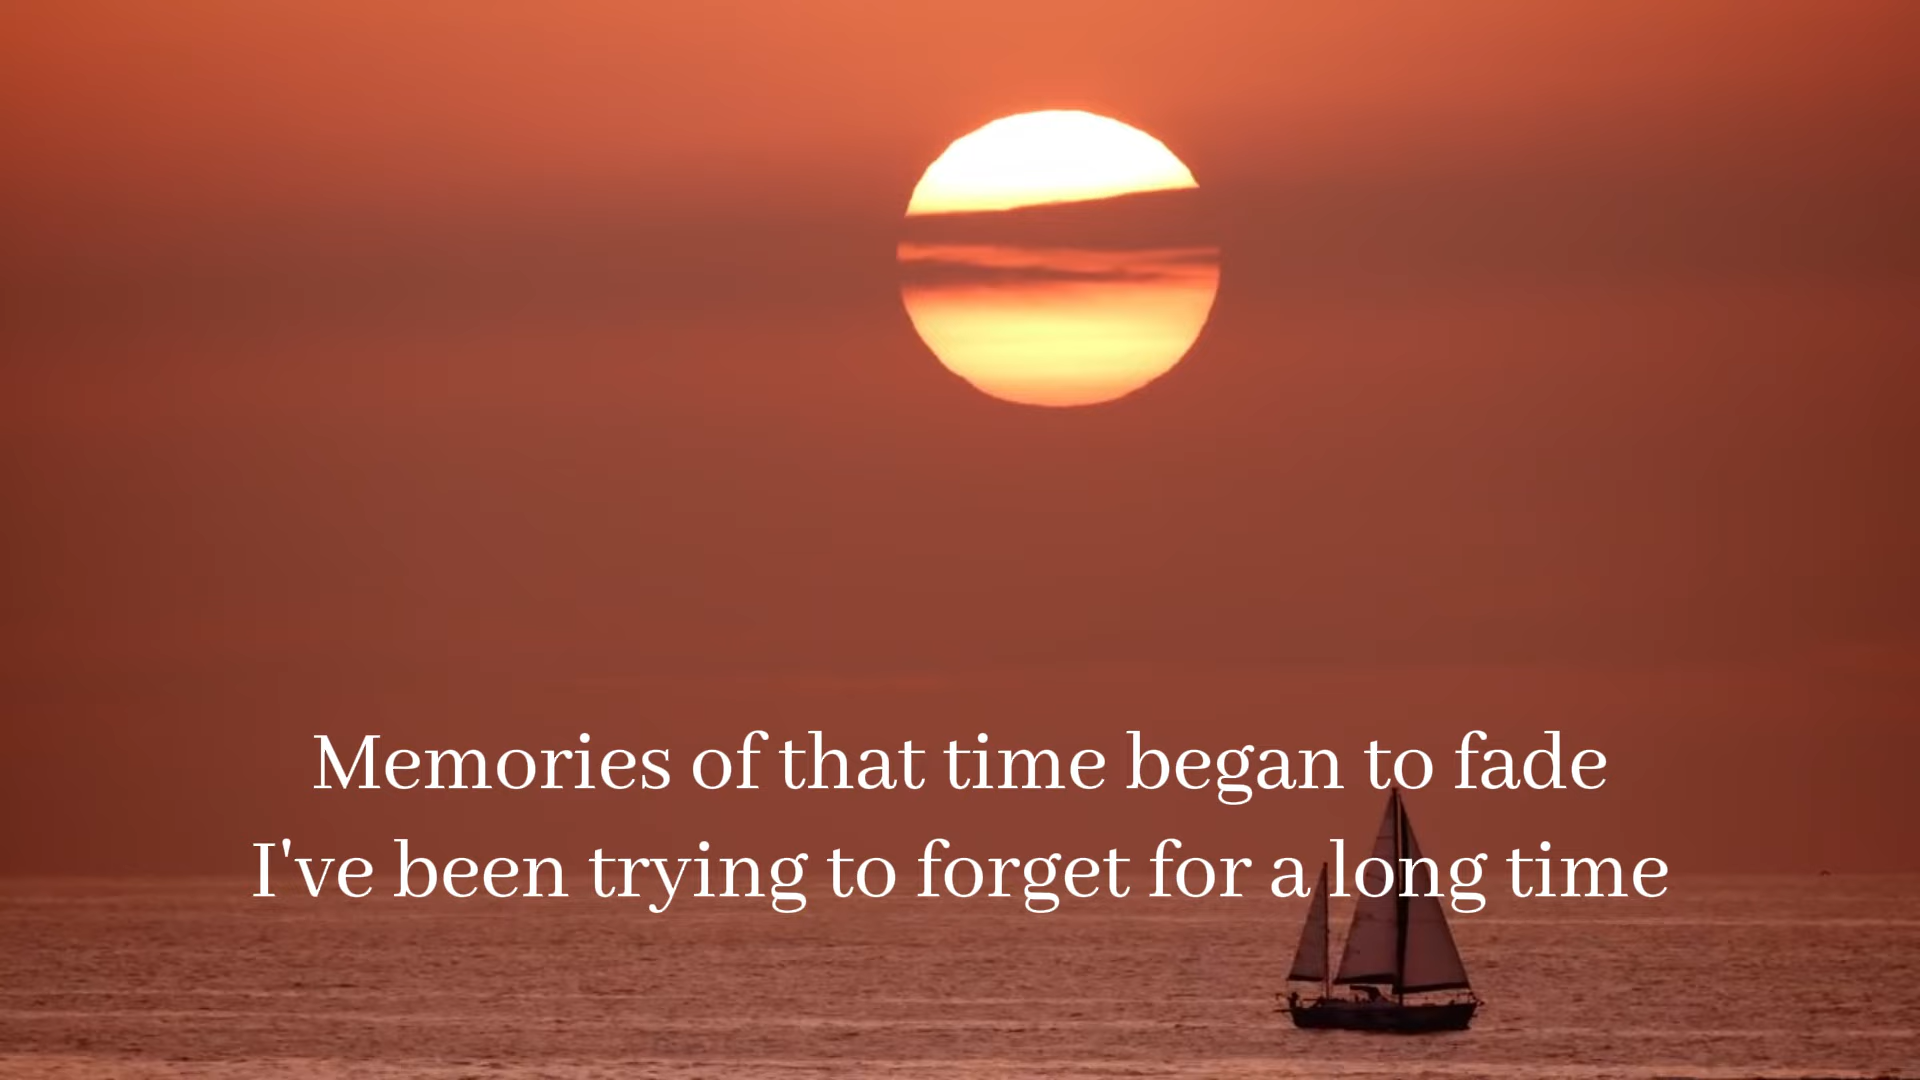 Memories of that time began to fade
I've been trying to forget for a long time